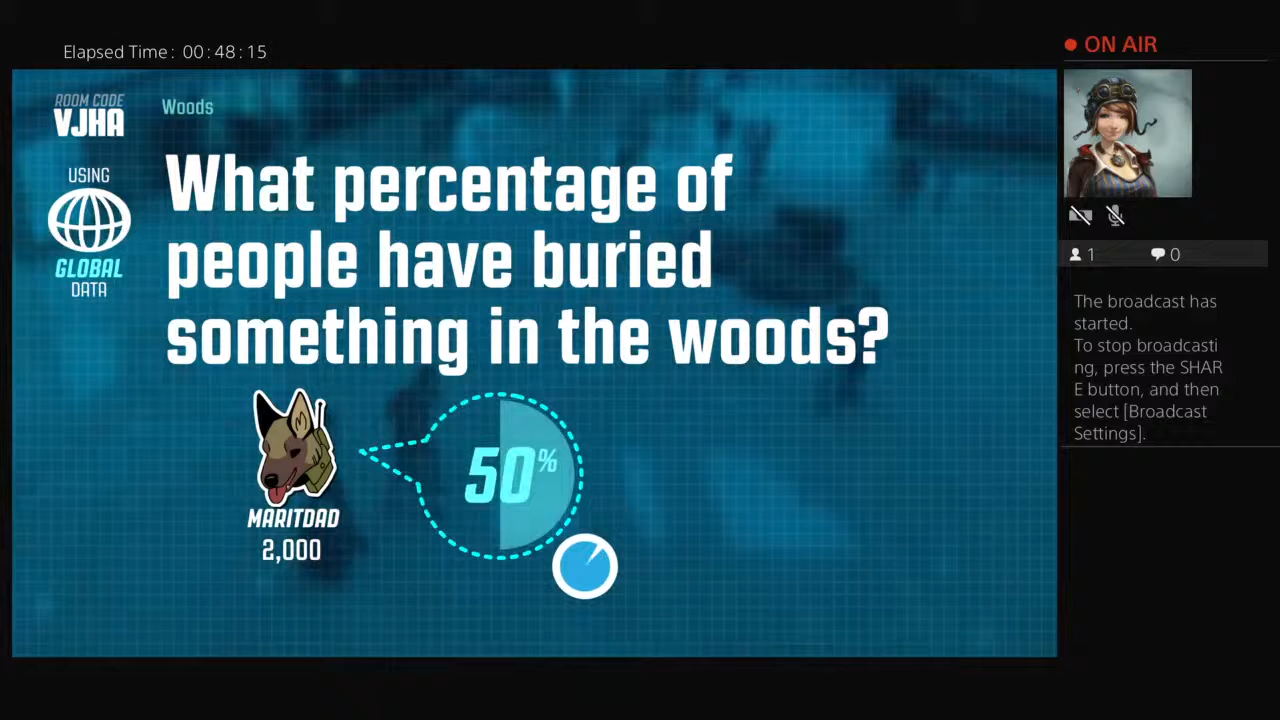 Elapsed Time: 00:48:15
ON AIR
ROOM CODE
VJHA
Woods
USING
GLOBAL
DATA
What percentage of
people have buried
something in the woods?
50%
MARITDAD
2,000
1
0
The broadcast has
started.
To stop broadcasti
ng, press the SHAR
E button, and then
select [Broadcast
Settings].